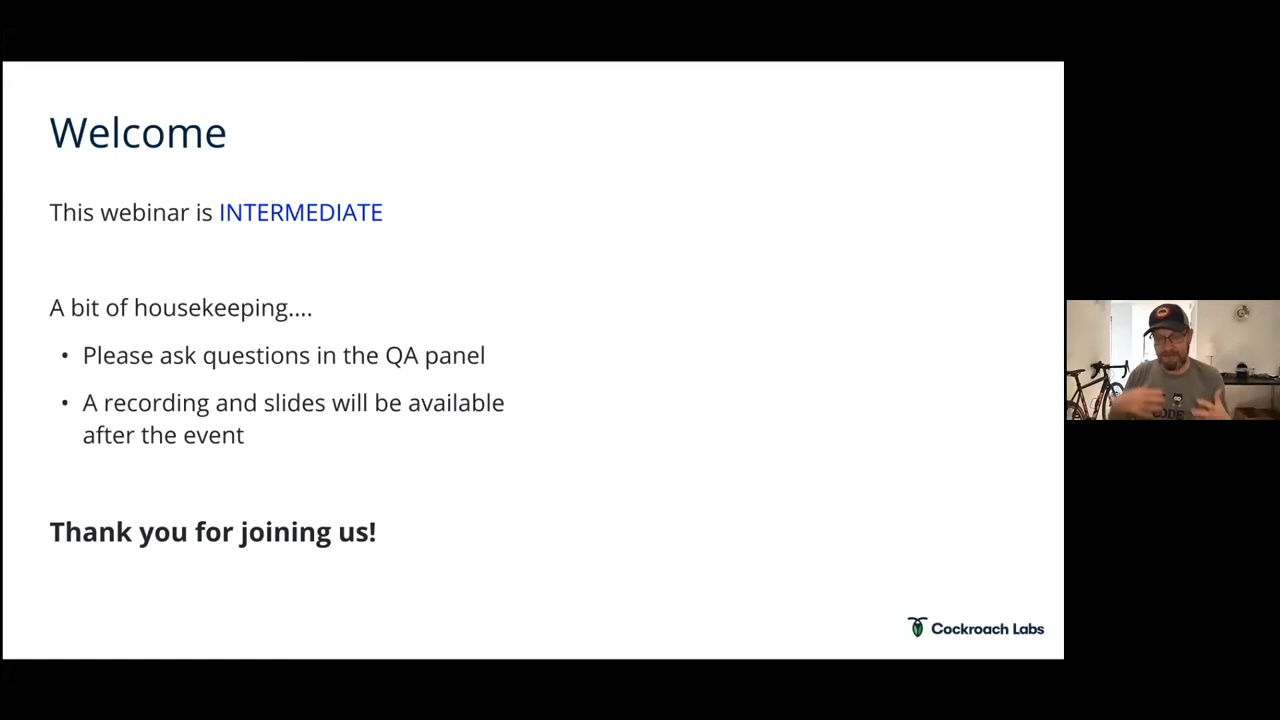 Welcome
This webinar is INTERMEDIATE
A bit of housekeeping....
• Please ask questions in the QA panel
• A recording and slides will be available
after the event
Thank you for joining us!
Cockroach Labs
CODE